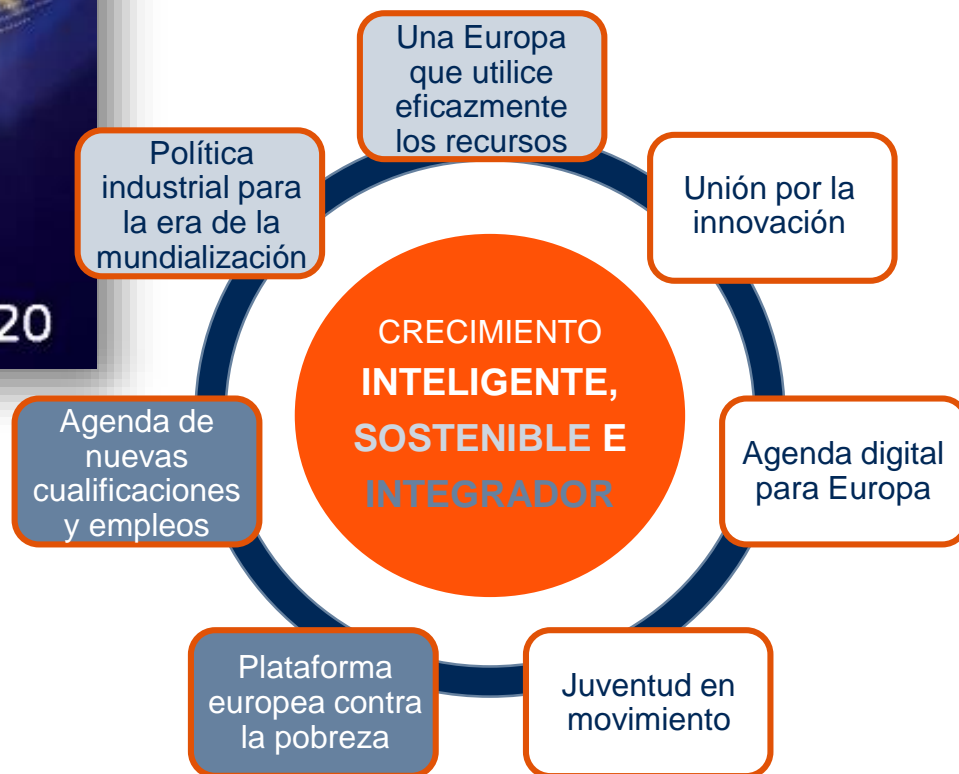 Una Europa
que utilice
eficazmente
los recursos
Política
industrial para
la era de la
mundialización
Unión por la
innovación
20
CRECIMIENTO
INTELIGENTE,
SOSTENIBLE E
INTEGRADOR
Agenda de
nuevas
cualificaciones
y empleos
Agenda digital
para Europa
Plataforma
europea contra
la pobreza
Juventud en
movimiento